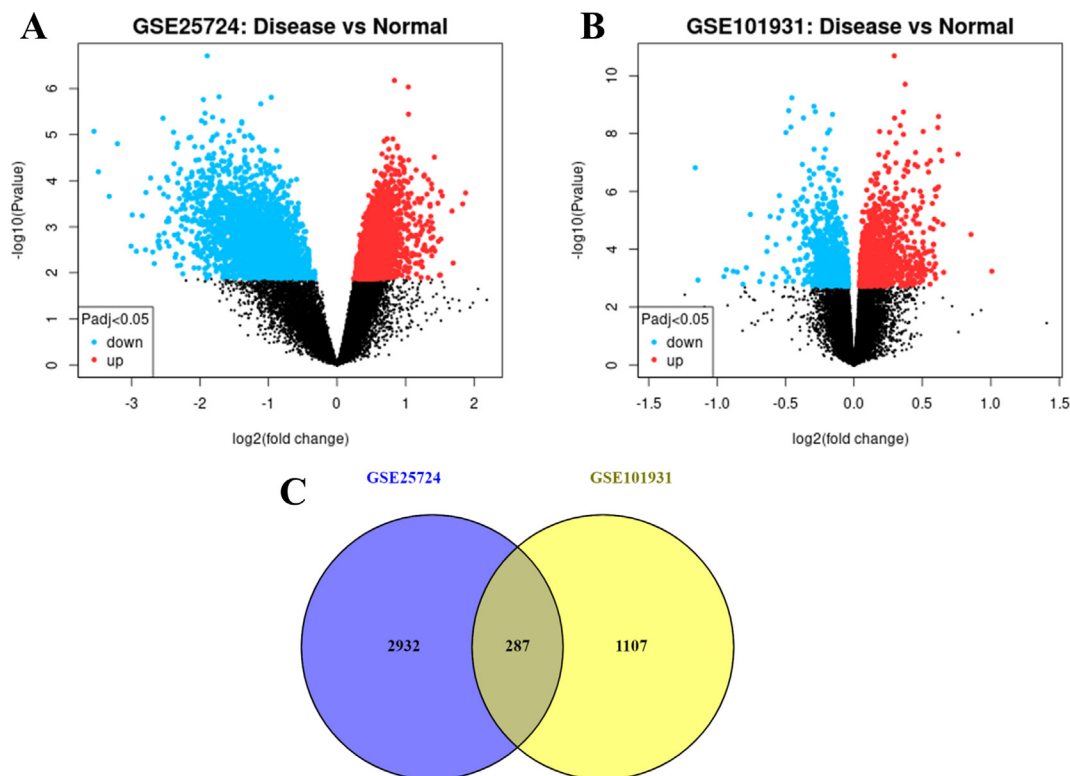 A
GSE25724: Disease vs Normal
-log10(Pvalue)
6
5
4
3
2
1
0
Padj<0.05
down
up
-3 -2 -1 0 1 2
log2(fold change)
B
GSE101931: Disease vs Normal
-log10(Pvalue)
10
8
6
4
2
0
Padj<0.05
down
up
-1.5 -1.0 -0.5 0.0 0.5 1.0 1.5
log2(fold change)
C
GSE25724 GSE101931
2932 287 1107